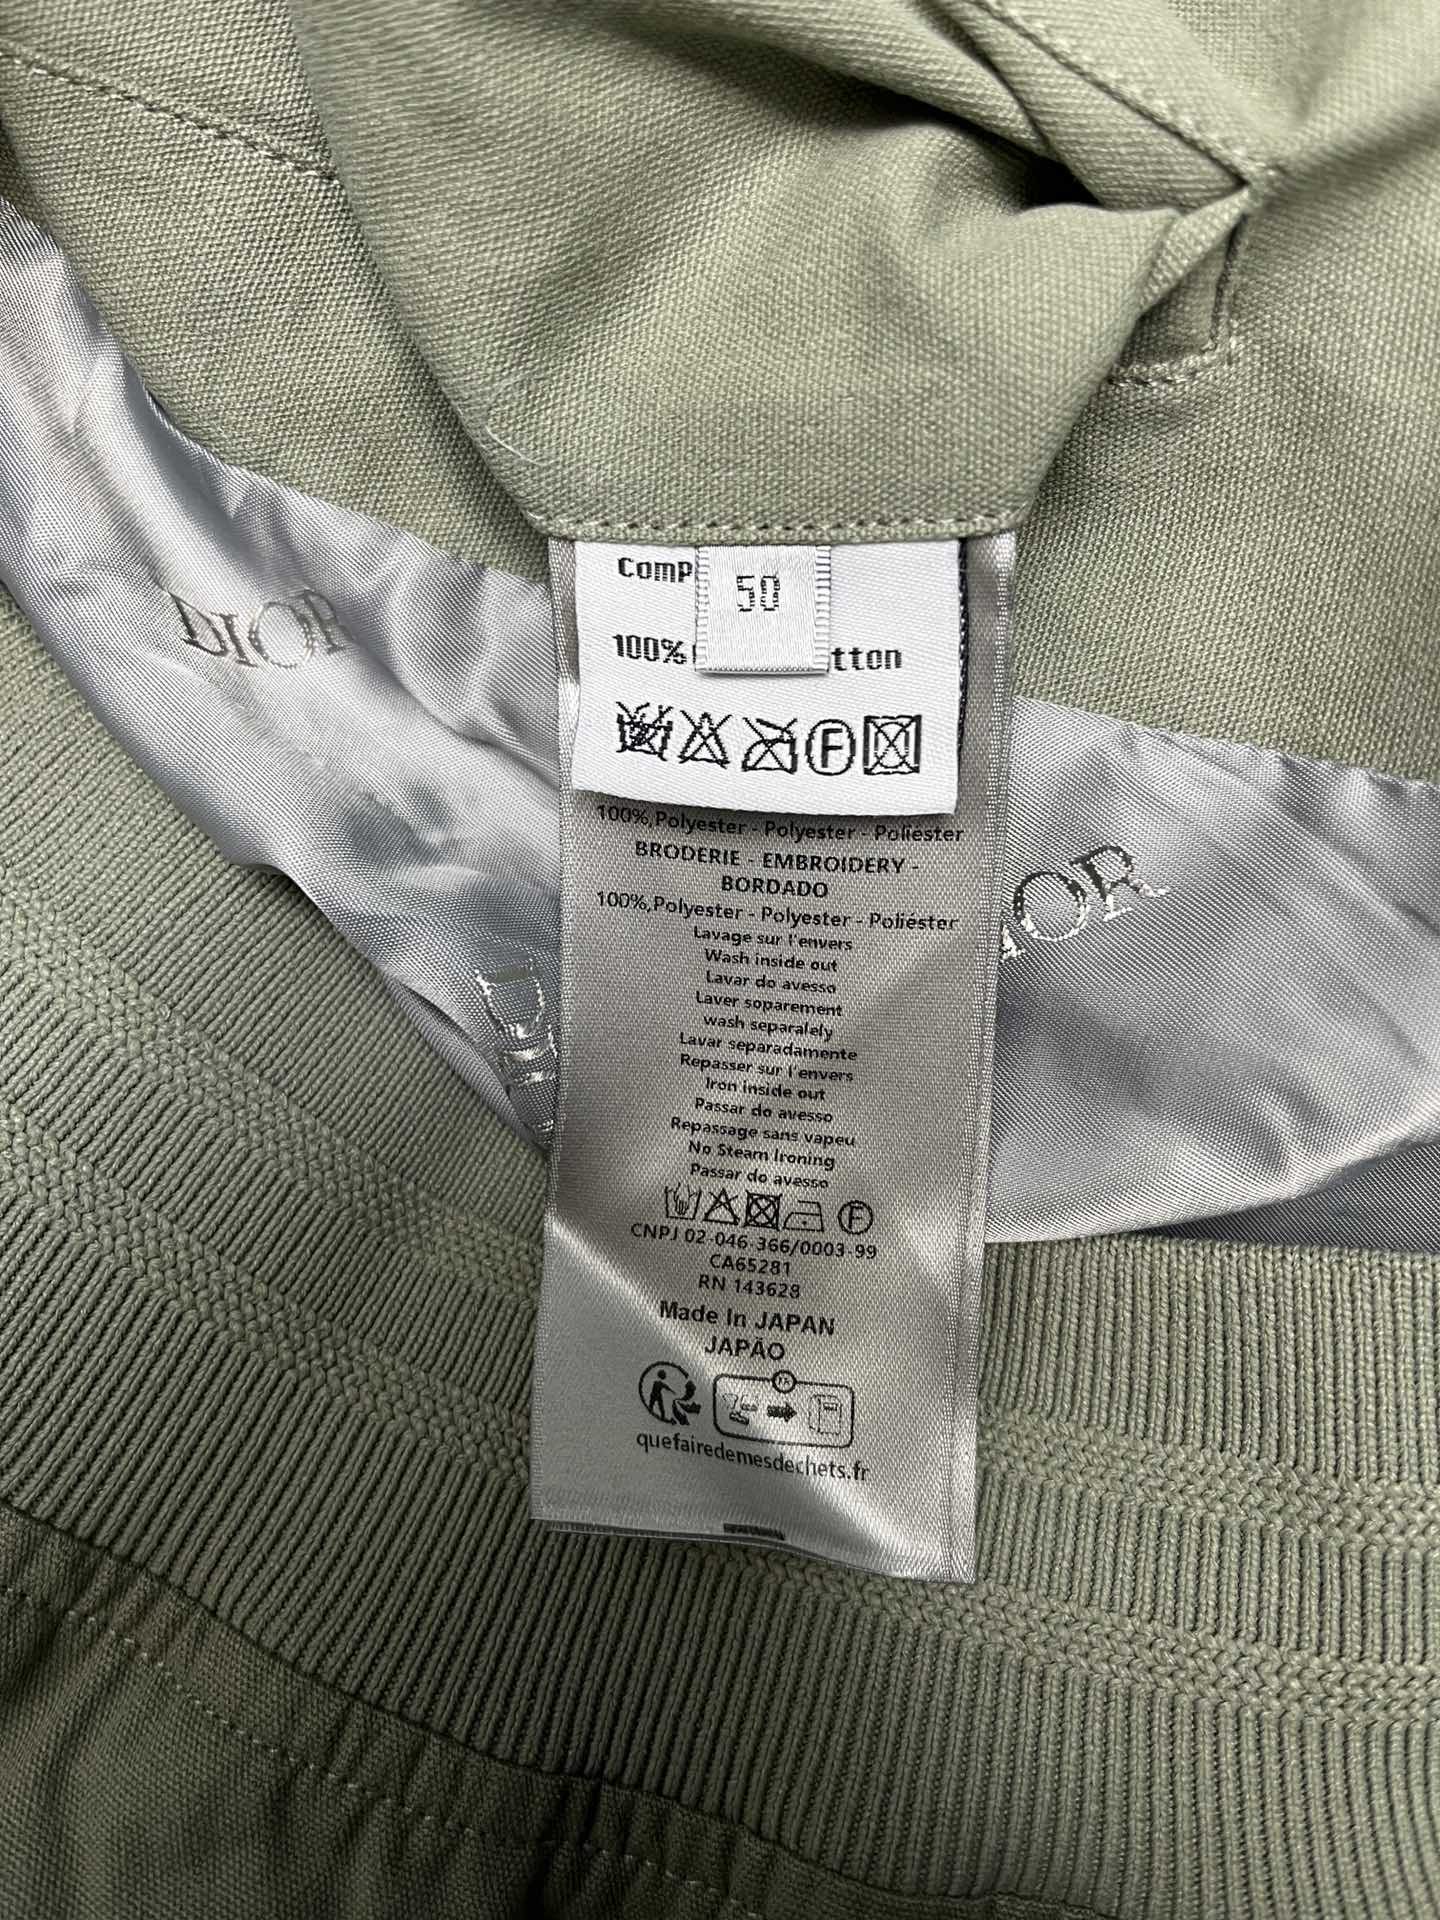 DIOR
Comp
50
100% tton
F
100%,Polyester - Polyester - Poliéster
BRODERIE - EMBROIDERY -
BORDADO
100%,Polyester - Polyester - Poliéster
Lavage sur l'envers
Wash inside out
Lavar do avesso
Laver soparement
wash separalely
Lavar separadamente
Repasser sur l'envers
Iron inside out
Passar do avesso
Repassage sans vapeu
No Steam Ironing
Passar do avesso
F
CNPJ 02-046-366/0003-99
CA65281
RN 143628
Made In JAPAN
JAPÃO
quefairedemesdechets.fr
IOR